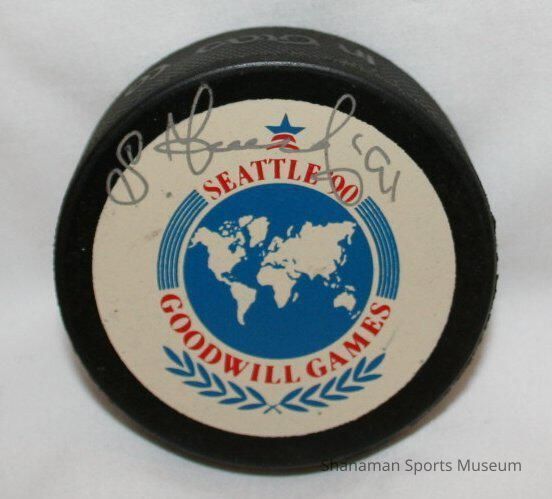 SEATTLE '90
GOODWILL GAMES
Shanaman Sports Museum